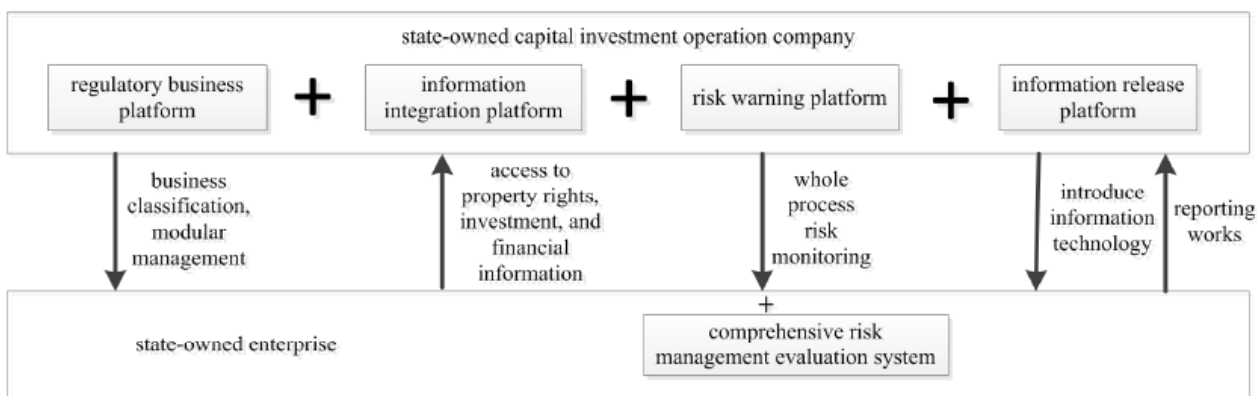 state-owned capital investment operation company
regulatory business
platform
+
information
integration platform
+
risk warning platform
+
information release
platform
business
classification,
modular
management
access to
property rights,
investment, and
financial
information
whole
process
risk
monitoring
introduce
information
technology
reporting
works
state-owned enterprise
+
comprehensive risk
management evaluation system